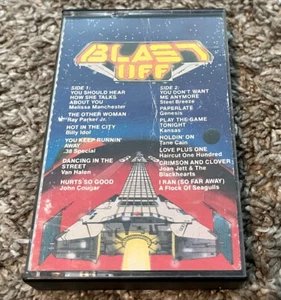 BLAST
OFF
SIDE 1:
YOU SHOULD HEAR
HOW SHE TALKS
ABOUT YOU
Melissa Manchester
THE OTHER WOMAN
Ray Parker Jr.
HOT IN THE CITY
Billy Idol
YOU KEEP RUNNIN'
AWAY
.38 Special
DANCING IN THE
STREET
Van Halen
HURTS SO GOOD
John Cougar
SIDE 2:
YOU DON'T WANT
ME ANYMORE
Steel Breeze
PAPERLATE
Genesis
PLAY THE GAME
TONIGHT
Kansas
HOLDIN' ON
Tane Cain
LOVE PLUS ONE
Haircut One Hundred
CRIMSON AND CLOVER
Joan Jett & The
Blackhearts
I RAN (SO FAR AWAY)
A Flock Of Seagulls